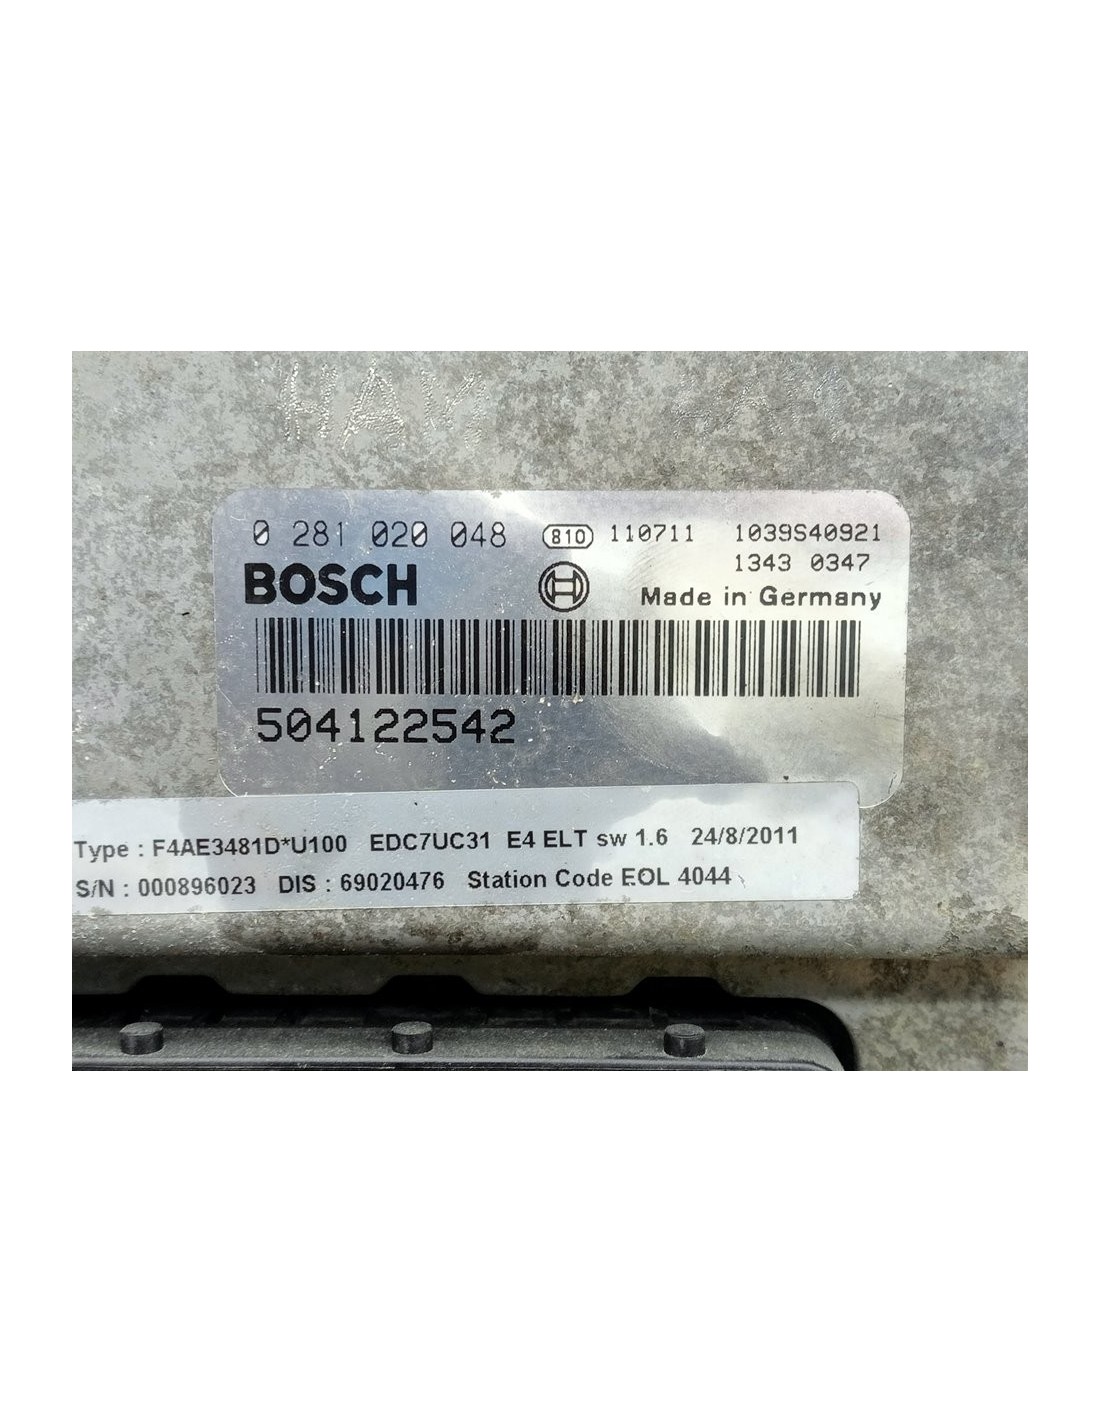 HAM
0 281 020 048 810 110711 1039S40921
1343 0347
BOSCH Made in Germany
504122542
Type : F4AE3481D*U100 EDC7UC31 E4 ELT sw 1.6 24/8/2011
S/N : 000896023 DIS : 69020476 Station Code EOL 4044